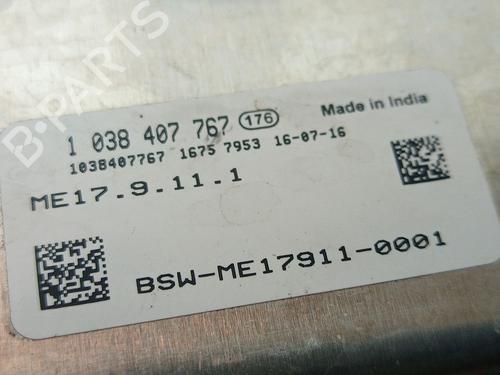 B-PARTS
1 038 407 767 176 Made in India
1038407767 1675 7953 16-07-16
ME17.9.11.1
BSW-ME17911-0001